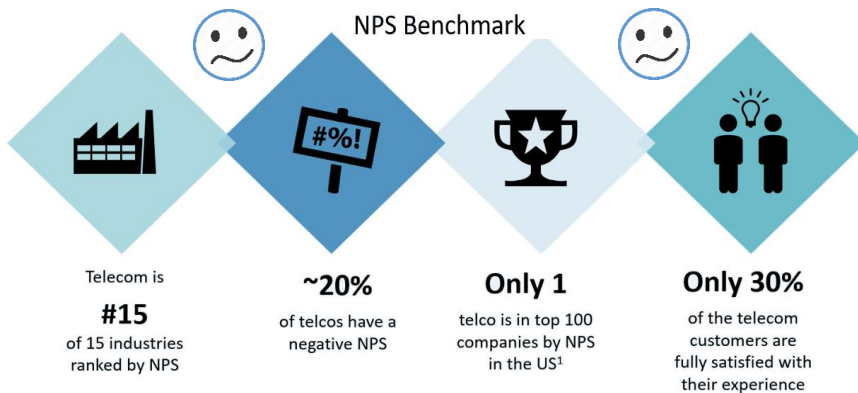 NPS Benchmark
#%!
Telecom is
#15
of 15 industries
ranked by NPS
~20%
of telcos have a
negative NPS
Only 1
telco is in top 100
companies by NPS
in the US¹
Only 30%
of the telecom
customers are
fully satisfied with
their experience